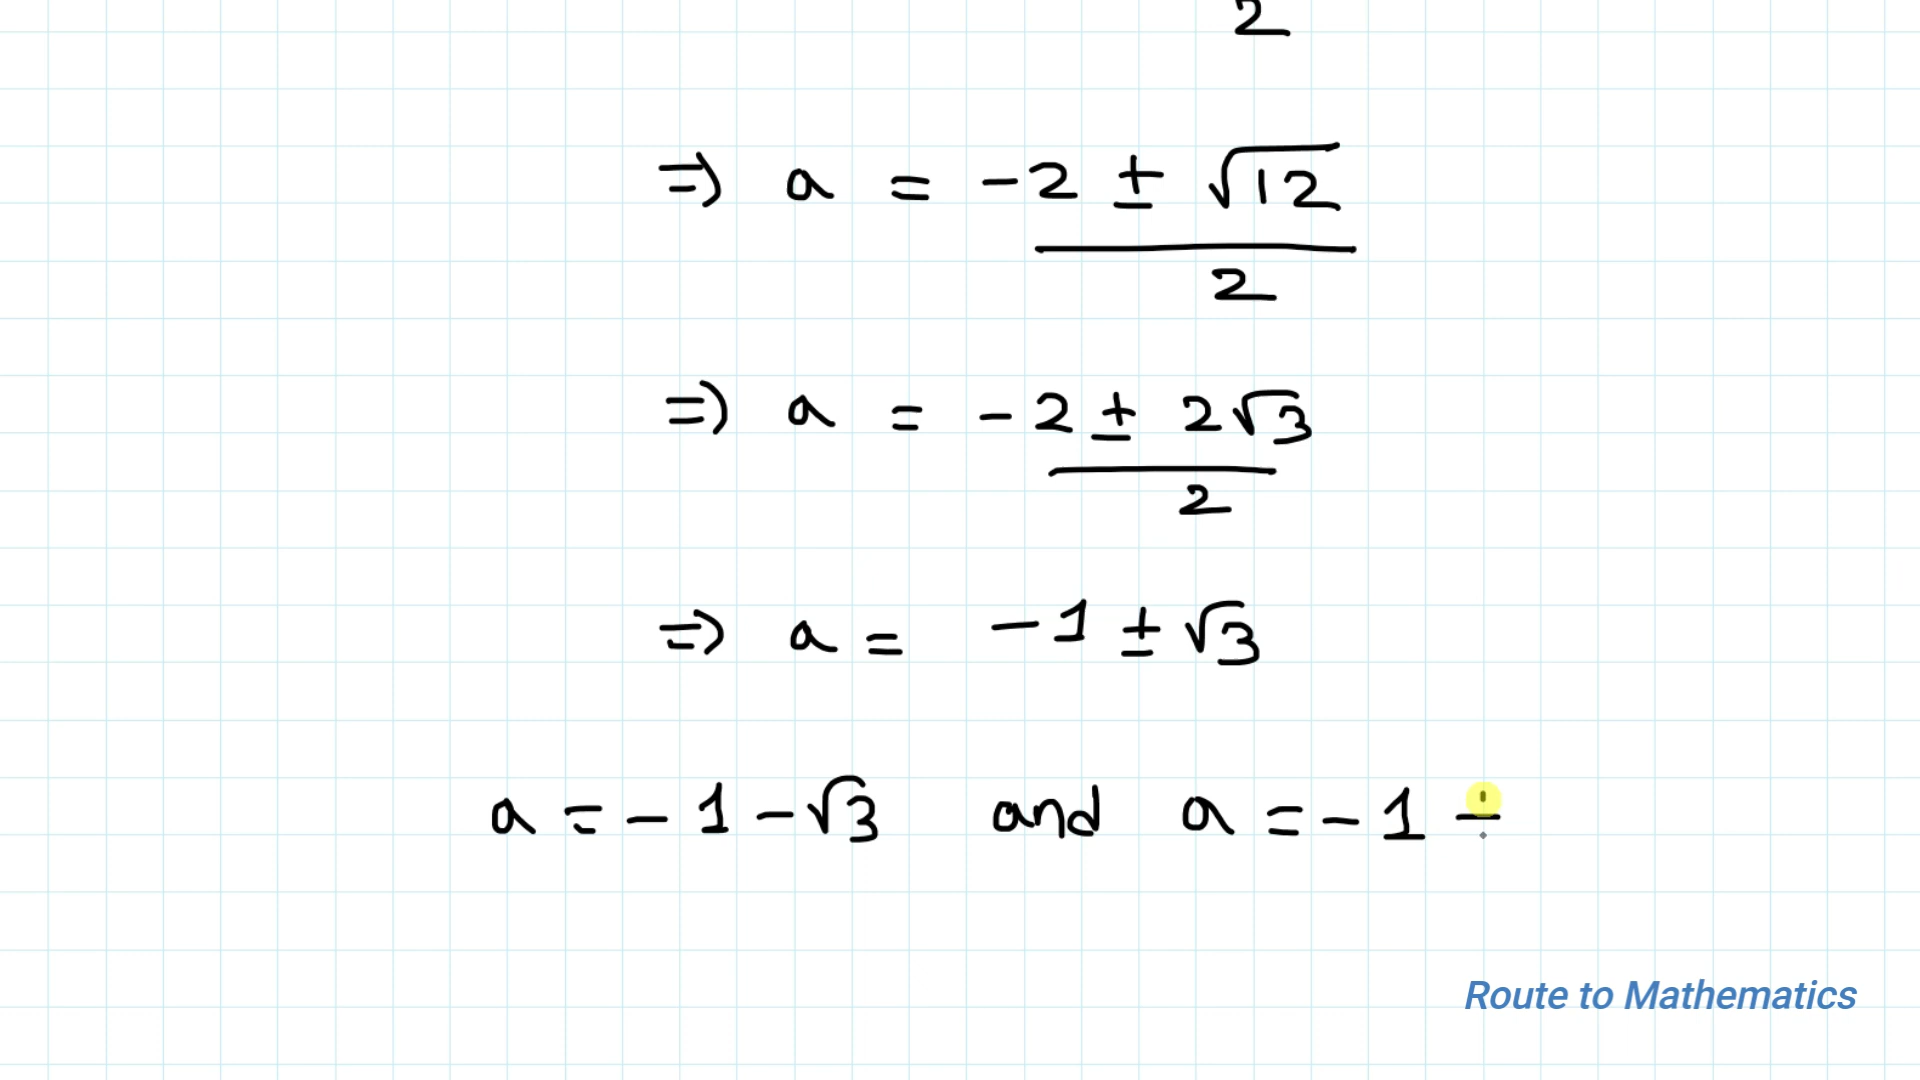 2
⇒ a = -2 ± √12
2
⇒ a = -2 ± 2√3
2
⇒ a = -1 ± √3
a = -1 - √3 and a = -1 +
Route to Mathematics